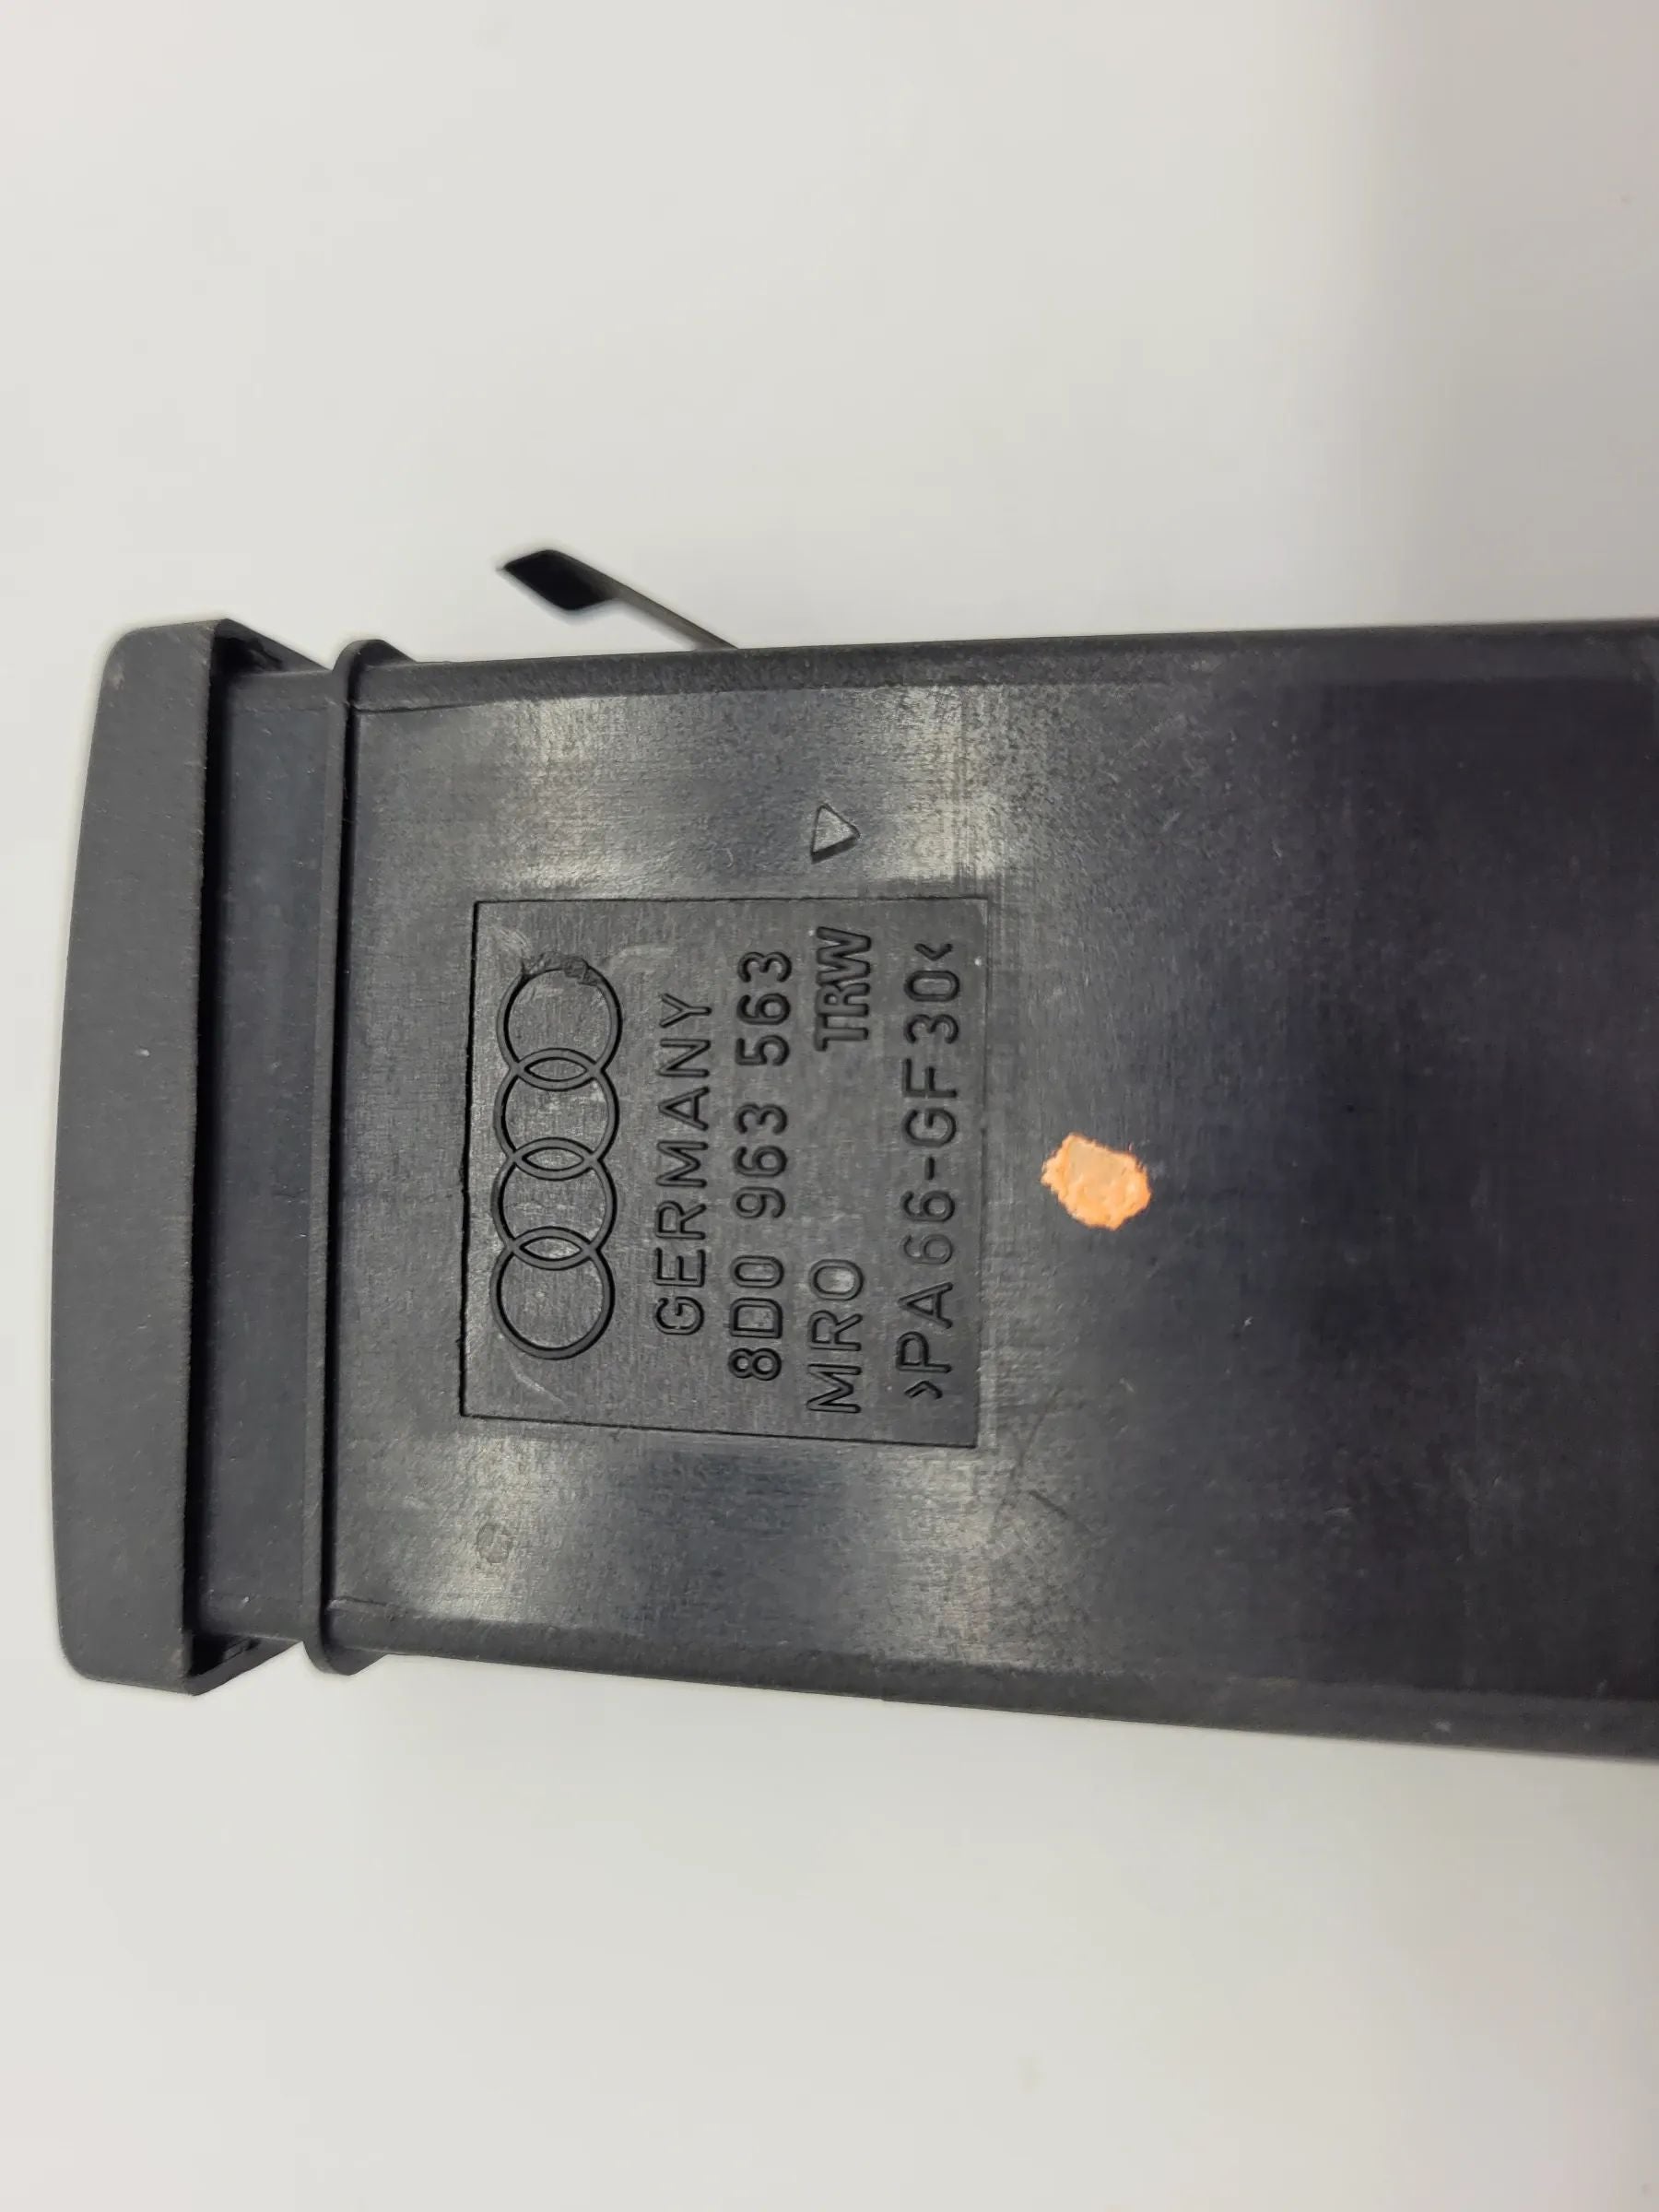 GERMANY
8D0 963 563
MRO TRW
>PA66-GF30<